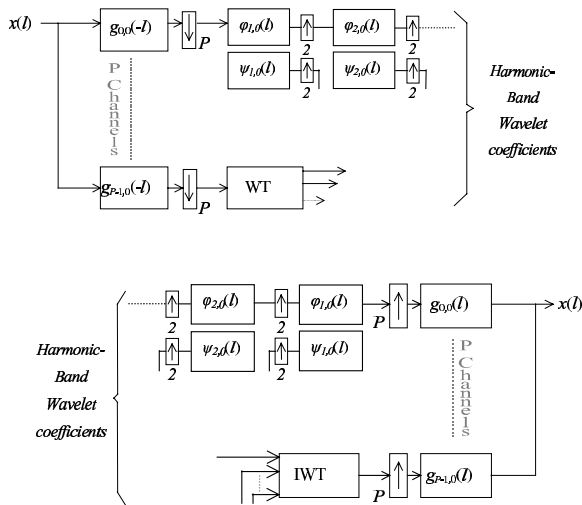 x(l) g0,0(-l) P φ1,0(l) 2 φ2,0(l) 2
ψ1,0(l) 2 ψ2,0(l) 2
P Channels
Harmonic-
Band
Wavelet
coefficients
gP-1,0(-l) P WT
2 φ2,0(l) 2 φ1,0(l) P g0,0(l) x(l)
2 ψ2,0(l) 2 ψ1,0(l)
Harmonic-
Band
Wavelet
coefficients
P Channels
IWT P gP-1,0(l)